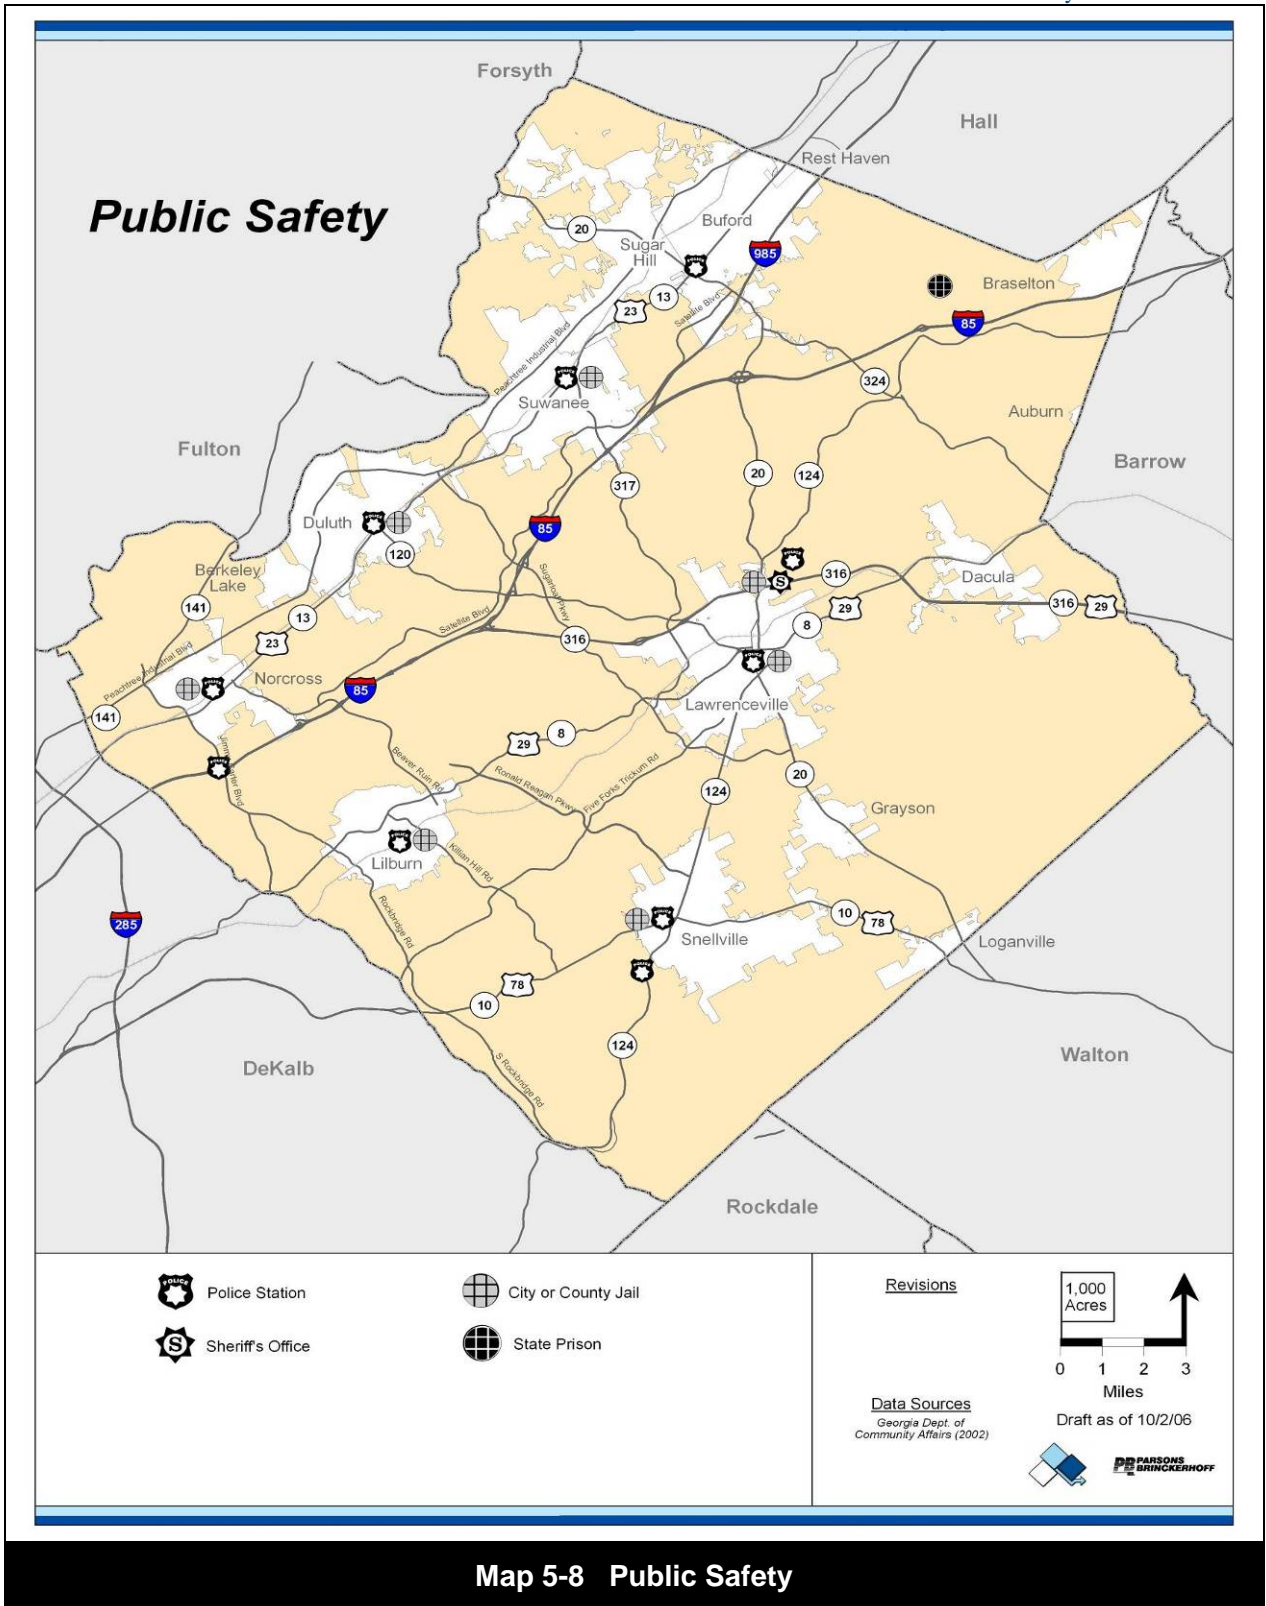 Forsyth
Hall
Rest Haven
Public Safety
Buford
20
Sugar
Hill
985
13
23
Satellite Blvd
Braselton
85
Peachtree Industrial Blvd
324
Suwanee
Auburn
Fulton
Barrow
20
124
317
Duluth
85
120
Berkeley
Lake
316
Dacula
Sugarloaf Pkwy
141
316
29
29
13
Satellite Blvd
8
23
316
Peachtree Industrial Blvd
Norcross
85
Lawrenceville
141
29
8
Beaver Ruin Rd
Ronald Reagan Pkwy
Five Forks Trickum Rd
20
124
Grayson
Lilburn
Killian Hill Rd
Rockbridge Rd
10
78
285
Snellville
Loganville
78
10
124
DeKalb
Walton
S Rockbridge Rd
Rockdale
POLICE
Police Station
City or County Jail
S
Sheriff's Office
State Prison
Revisions
1,000
Acres
0 1 2 3
Miles
Data Sources
Georgia Dept. of
Community Affairs (2002)
Draft as of 10/2/06
PB PARSONS
BRINCKERHOFF
Map 5-8 Public Safety